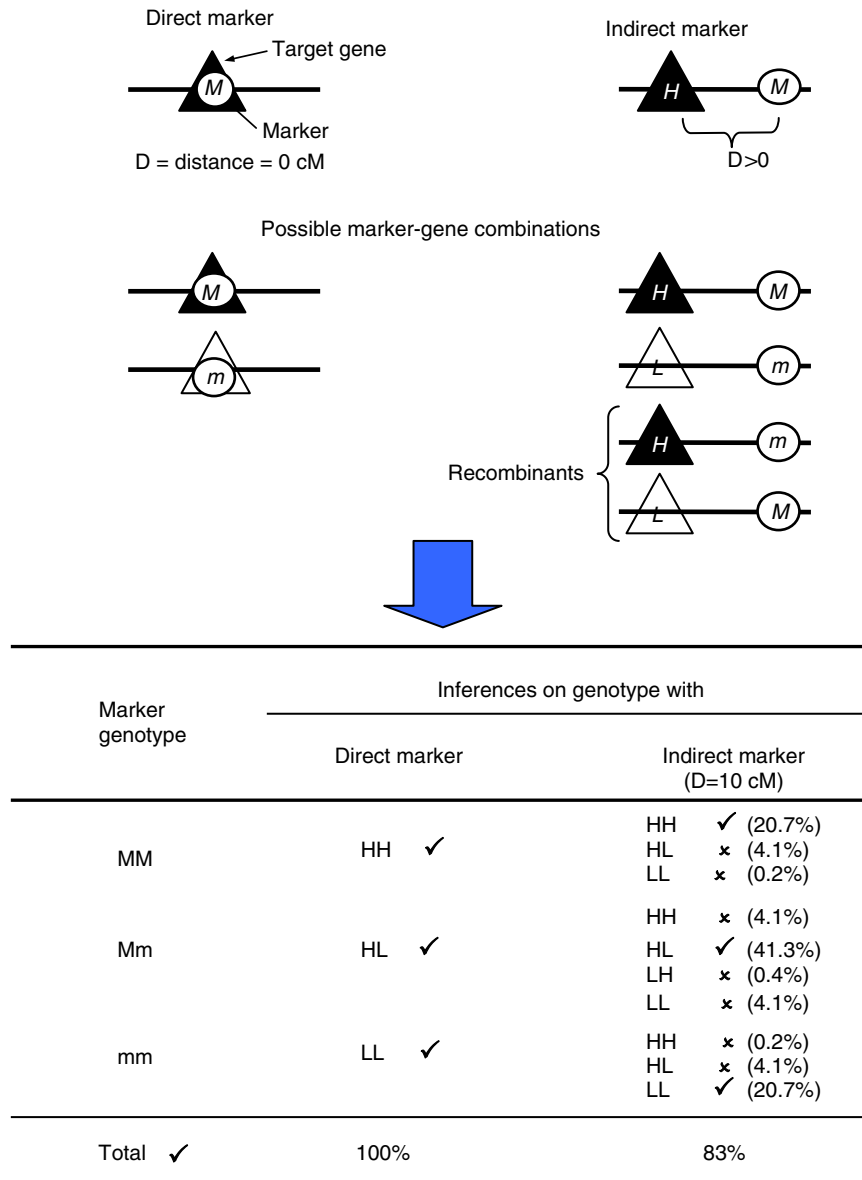 Direct marker
Indirect marker
Target gene
M
H
M
Marker
D = distance = 0 cM
D>0
Possible marker-gene combinations
M
H
M
m
L
m
H
m
Recombinants
L
M
Marker genotype
Inferences on genotype with
Direct marker
Indirect marker
(D=10 cM)
MM
HH ✓
HH ✓ (20.7%)
HL × (4.1%)
LL × (0.2%)
Mm
HL ✓
HH × (4.1%)
HL ✓ (41.3%)
LH × (0.4%)
LL × (4.1%)
mm
LL ✓
HH × (0.2%)
HL × (4.1%)
LL ✓ (20.7%)
Total ✓ 100% 83%